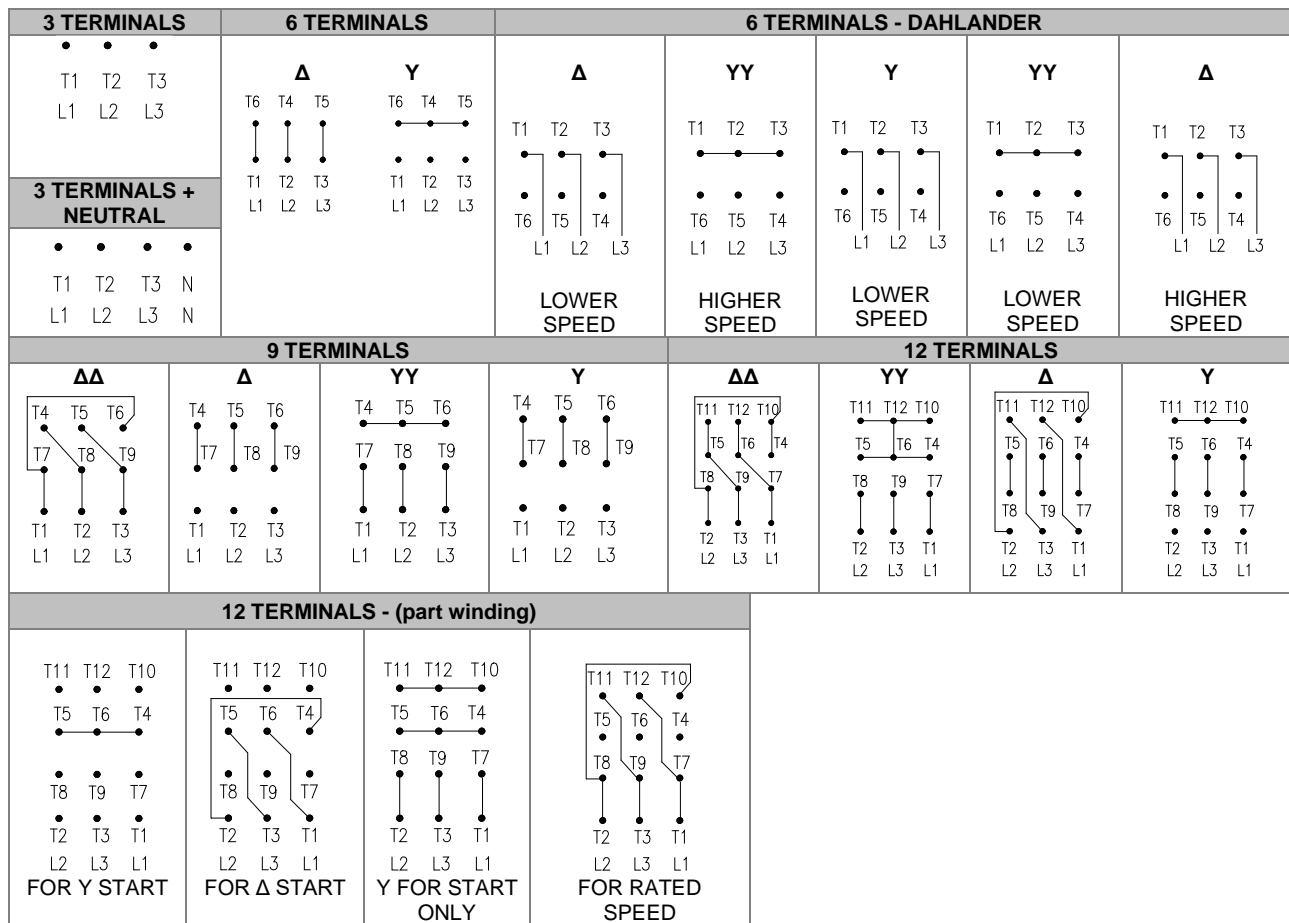 3 TERMINALS
T1 T2 T3
L1 L2 L3
3 TERMINALS +
NEUTRAL
T1 T2 T3 N
L1 L2 L3 N
6 TERMINALS
Δ Y
T6 T4 T5 T6 T4 T5
T1 T2 T3 T1 T2 T3
L1 L2 L3 L1 L2 L3
6 TERMINALS - DAHLANDER
Δ
T1 T2 T3
T6 T5 T4
L1 L2 L3
LOWER
SPEED
YY
T1 T2 T3
T6 T5 T4
L1 L2 L3
HIGHER
SPEED
Y
T1 T2 T3
T6 T5 T4
L1 L2 L3
LOWER
SPEED
YY
T1 T2 T3
T6 T5 T4
L1 L2 L3
LOWER
SPEED
Δ
T1 T2 T3
T6 T5 T4
L1 L2 L3
HIGHER
SPEED
9 TERMINALS
ΔΔ
T4 T5 T6
T7 T8 T9
T1 T2 T3
L1 L2 L3
Δ
T4 T5 T6
T7 T8 T9
T1 T2 T3
L1 L2 L3
YY
T4 T5 T6
T7 T8 T9
T1 T2 T3
L1 L2 L3
Y
T4 T5 T6
T7 T8 T9
T1 T2 T3
L1 L2 L3
12 TERMINALS
ΔΔ
T11 T12 T10
T5 T6 T4
T8 T9 T7
T2 T3 T1
L2 L3 L1
YY
T11 T12 T10
T5 T6 T4
T8 T9 T7
T2 T3 T1
L2 L3 L1
Δ
T11 T12 T10
T5 T6 T4
T8 T9 T7
T2 T3 T1
L2 L3 L1
Y
T11 T12 T10
T5 T6 T4
T8 T9 T7
T2 T3 T1
L2 L3 L1
12 TERMINALS - (part winding)
T11 T12 T10
T5 T6 T4
T8 T9 T7
T2 T3 T1
L2 L3 L1
FOR Y START
T11 T12 T10
T5 T6 T4
T8 T9 T7
T2 T3 T1
L2 L3 L1
FOR Δ START
T11 T12 T10
T5 T6 T4
T8 T9 T7
T2 T3 T1
L2 L3 L1
Y FOR START
ONLY
T11 T12 T10
T5 T6 T4
T8 T9 T7
T2 T3 T1
L2 L3 L1
FOR RATED
SPEED